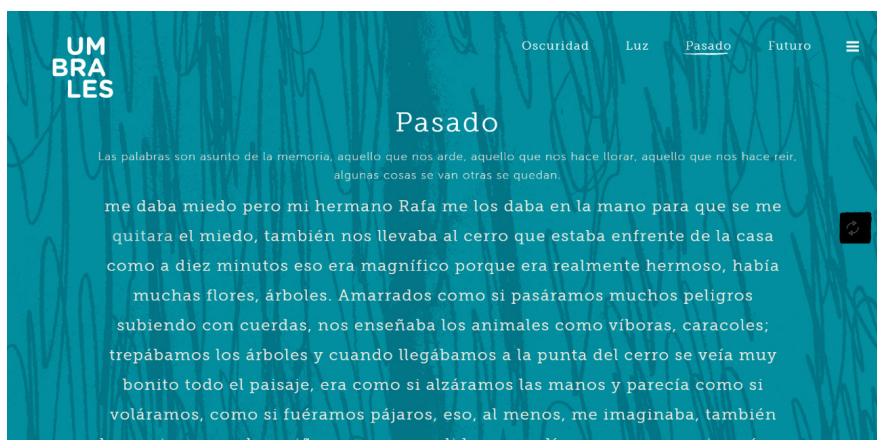 UM
BRA
LES
Oscuridad Luz Pasado Futuro
Pasado
Las palabras son asunto de la memoria, aquello que nos arde, aquello que nos hace llorar, aquello que nos hace reir,
algunas cosas se van otras se quedan.
me daba miedo pero mi hermano Rafa me los daba en la mano para que se me
quitara el miedo, también nos llevaba al cerro que estaba enfrente de la casa
como a diez minutos eso era magnífico porque era realmente hermoso, había
muchas flores, árboles. Amarrados como si pasáramos muchos peligros
subiendo con cuerdas, nos enseñaba los animales como víboras, caracoles;
trepábamos los árboles y cuando llegábamos a la punta del cerro se veía muy
bonito todo el paisaje, era como si alzáramos las manos y parecía como si
voláramos, como si fuéramos pájaros, eso, al menos, me imaginaba, también